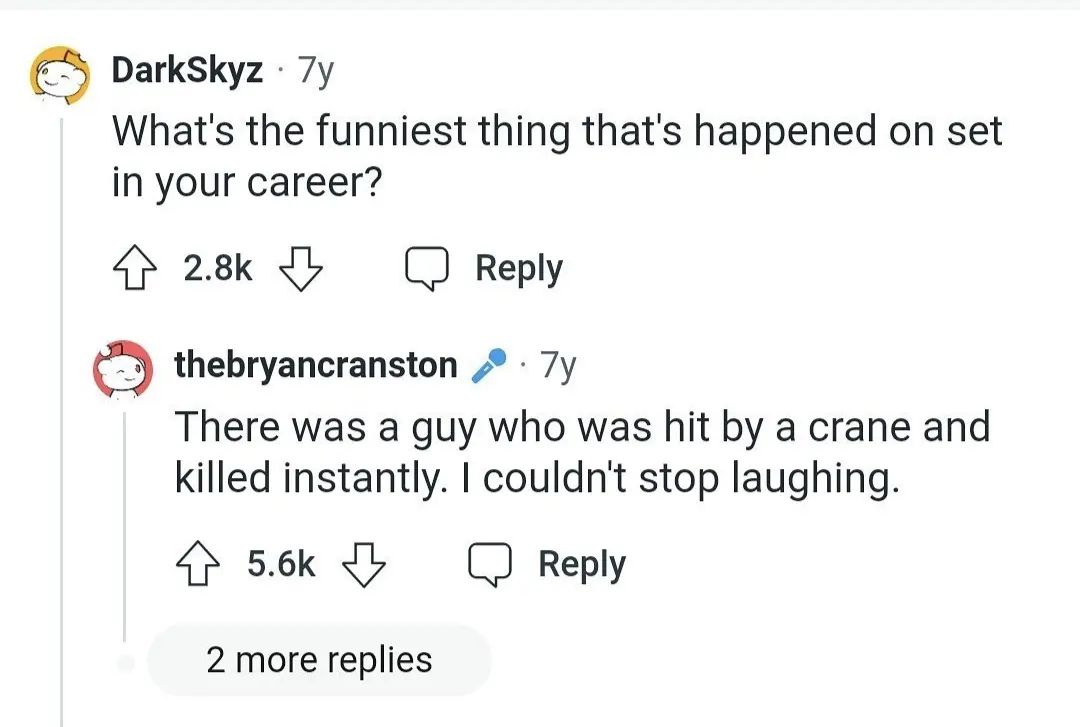 DarkSkyz · 7y
What's the funniest thing that's happened on set
in your career?
2.8k Reply
thebryancranston · 7y
There was a guy who was hit by a crane and
killed instantly. I couldn't stop laughing.
5.6k Reply
2 more replies